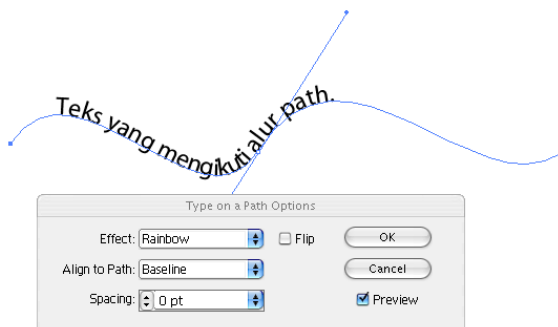 Teks yang mengikuti alur path.
Type on a Path Options
Effect: Rainbow Flip OK
Align to Path: Baseline Cancel
Spacing: 0 pt Preview